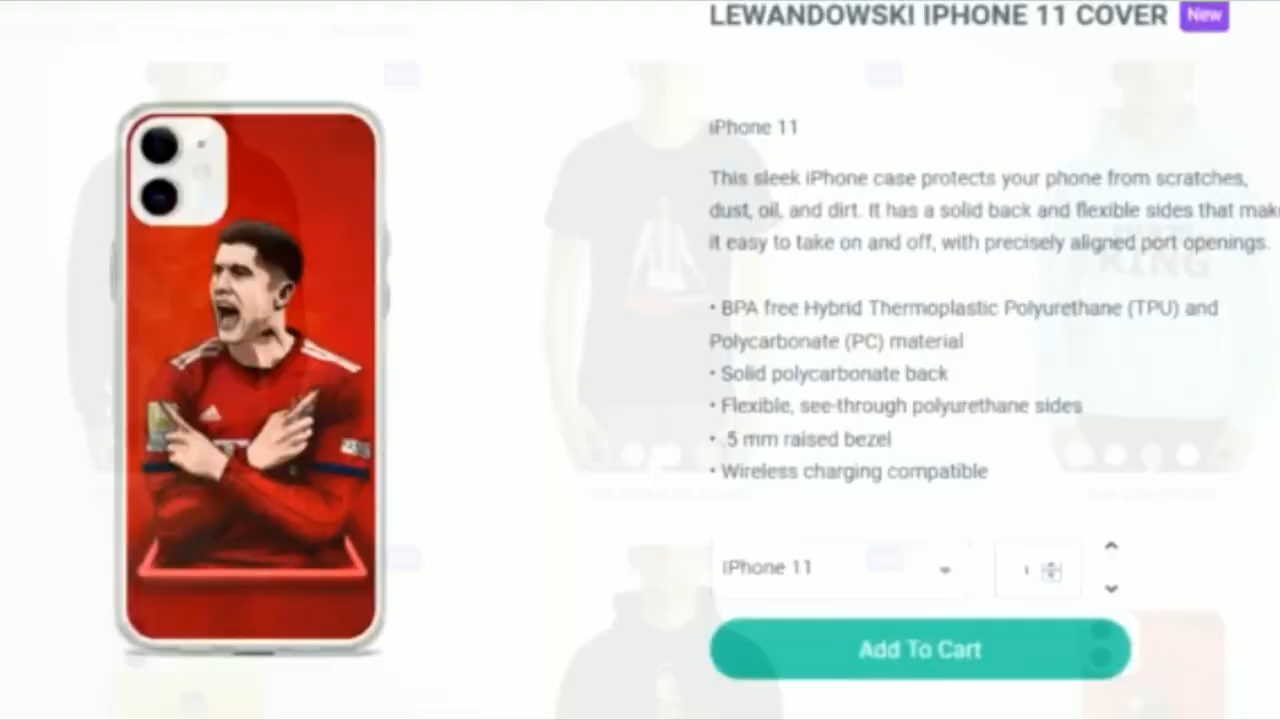 LEWANDOWSKI IPHONE 11 COVER New
iPhone 11
This sleek iPhone case protects your phone from scratches,
dust, oil, and dirt. It has a solid back and flexible sides that mak
it easy to take on and off, with precisely aligned port openings.
KING
• BPA free Hybrid Thermoplastic Polyurethane (TPU) and
Polycarbonate (PC) material
• Solid polycarbonate back
• Flexible, see-through polyurethane sides
• .5 mm raised bezel
• Wireless charging compatible
iPhone 11 1
Add To Cart